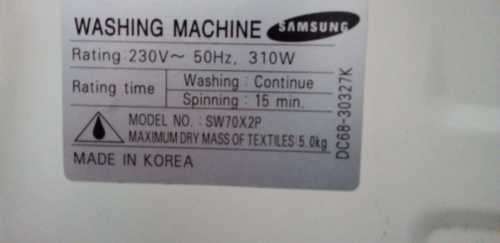 WASHING MACHINE SAMSUNG
Rating 230V~ 50Hz, 310W
Rating time
Washing : Continue
Spinning : 15 min.
MODEL NO. : SW70X2P
MAXIMUM DRY MASS OF TEXTILES 5.0kg
MADE IN KOREA
DC68-30327K